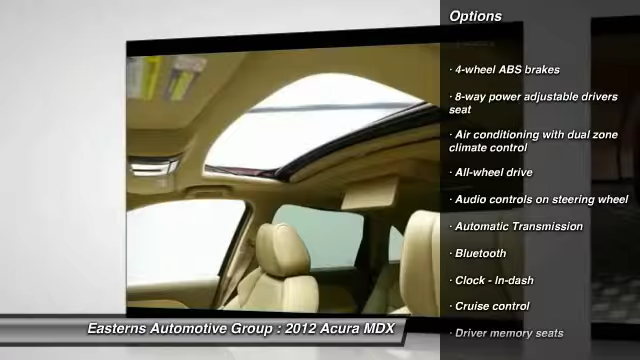 Options
· 4-wheel ABS brakes
· 8-way power adjustable drivers
seat
· Air conditioning with dual zone
climate control
· All-wheel drive
· Audio controls on steering wheel
· Automatic Transmission
· Bluetooth
· Clock - In-dash
· Cruise control
· Driver memory seats
Easterns Automotive Group : 2012 Acura MDX